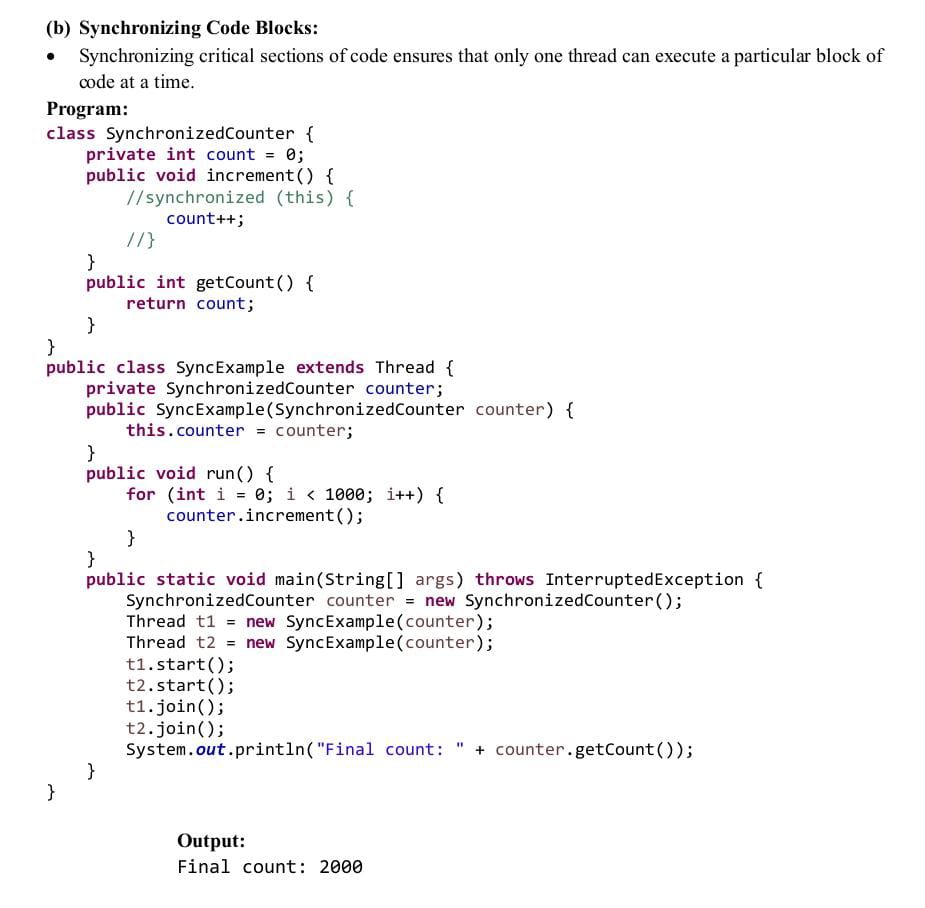 (b) Synchronizing Code Blocks:
• Synchronizing critical sections of code ensures that only one thread can execute a particular block of
code at a time.
Program:
class SynchronizedCounter {
    private int count = 0;
    public void increment() {
        //synchronized (this) {
            count++;
        //}
    }
    public int getCount() {
        return count;
    }
}
public class SyncExample extends Thread {
    private SynchronizedCounter counter;
    public SyncExample(SynchronizedCounter counter) {
        this.counter = counter;
    }
    public void run() {
        for (int i = 0; i < 1000; i++) {
            counter.increment();
        }
    }
    public static void main(String[] args) throws InterruptedException {
        SynchronizedCounter counter = new SynchronizedCounter();
        Thread t1 = new SyncExample(counter);
        Thread t2 = new SyncExample(counter);
        t1.start();
        t2.start();
        t1.join();
        t2.join();
        System.out.println("Final count: " + counter.getCount());
    }
}
Output:
Final count: 2000